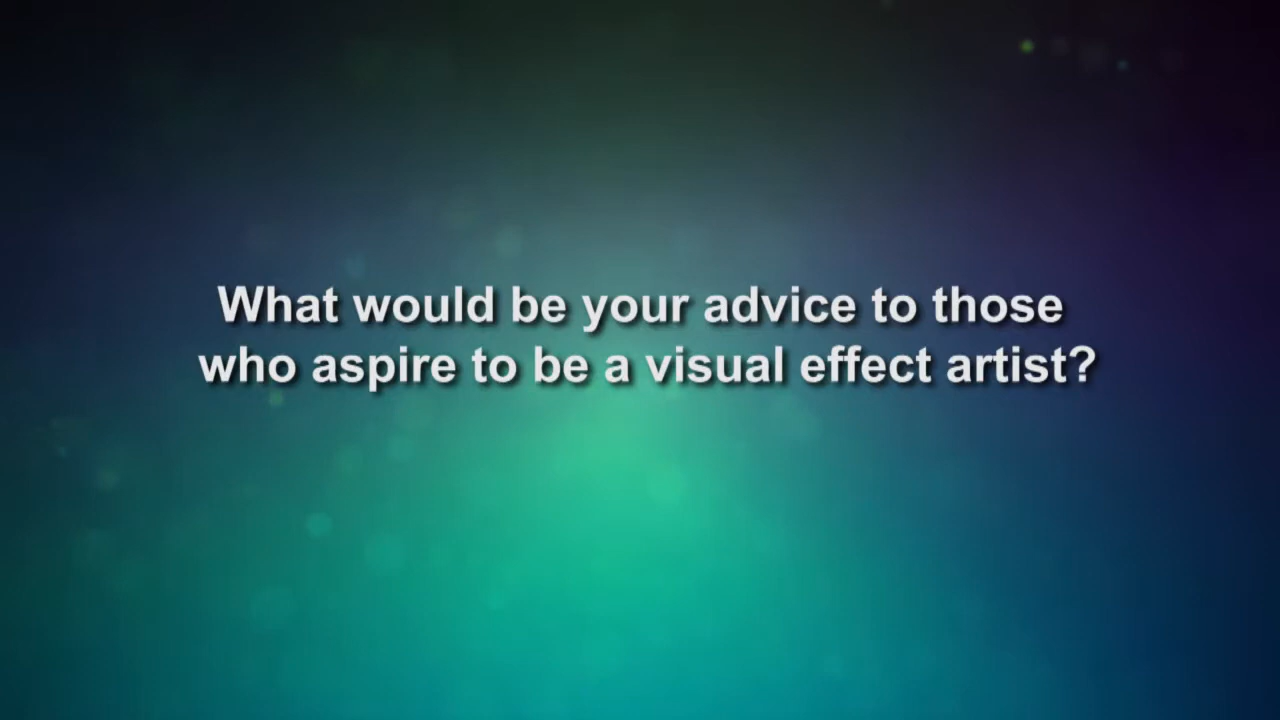 What would be your advice to those
who aspire to be a visual effect artist?